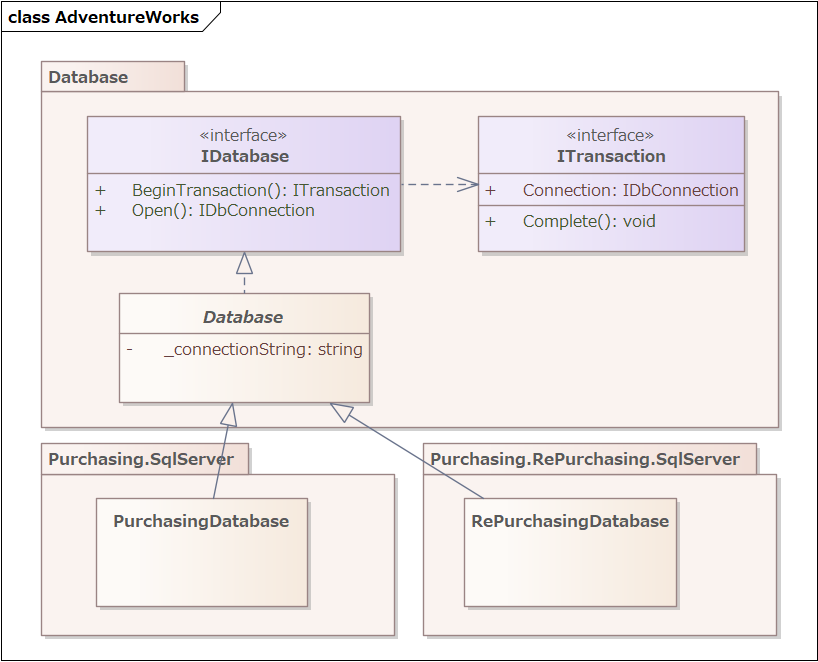 class AdventureWorks
Database
«interface»
IDatabase
+ BeginTransaction(): ITransaction
+ Open(): IDbConnection
«interface»
ITransaction
+ Connection: IDbConnection
+ Complete(): void
Database
- _connectionString: string
Purchasing.SqlServer
PurchasingDatabase
Purchasing.RePurchasing.SqlServer
RePurchasingDatabase